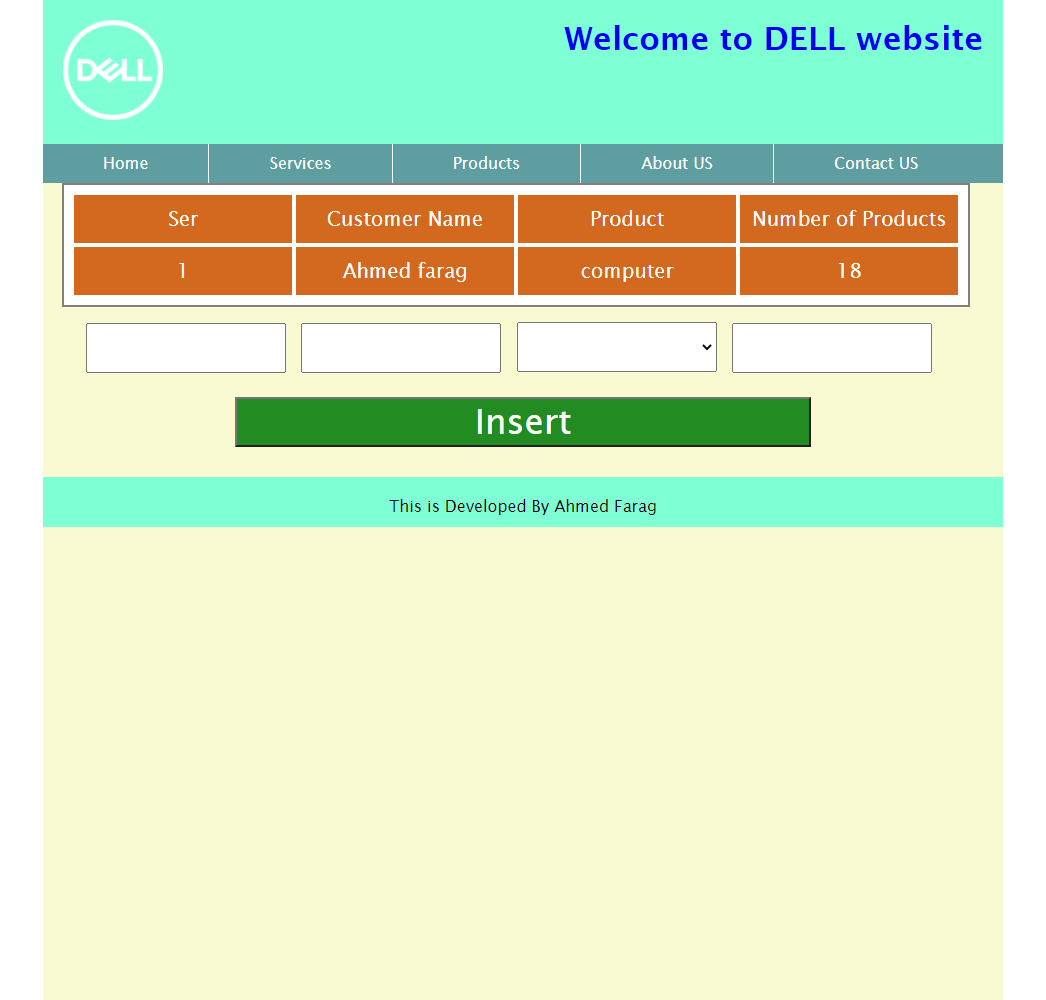 DELL
Welcome to DELL website
Home Services Products About US Contact US
Ser Customer Name Product Number of Products
1 Ahmed farag computer 18
Insert
This is Developed By Ahmed Farag